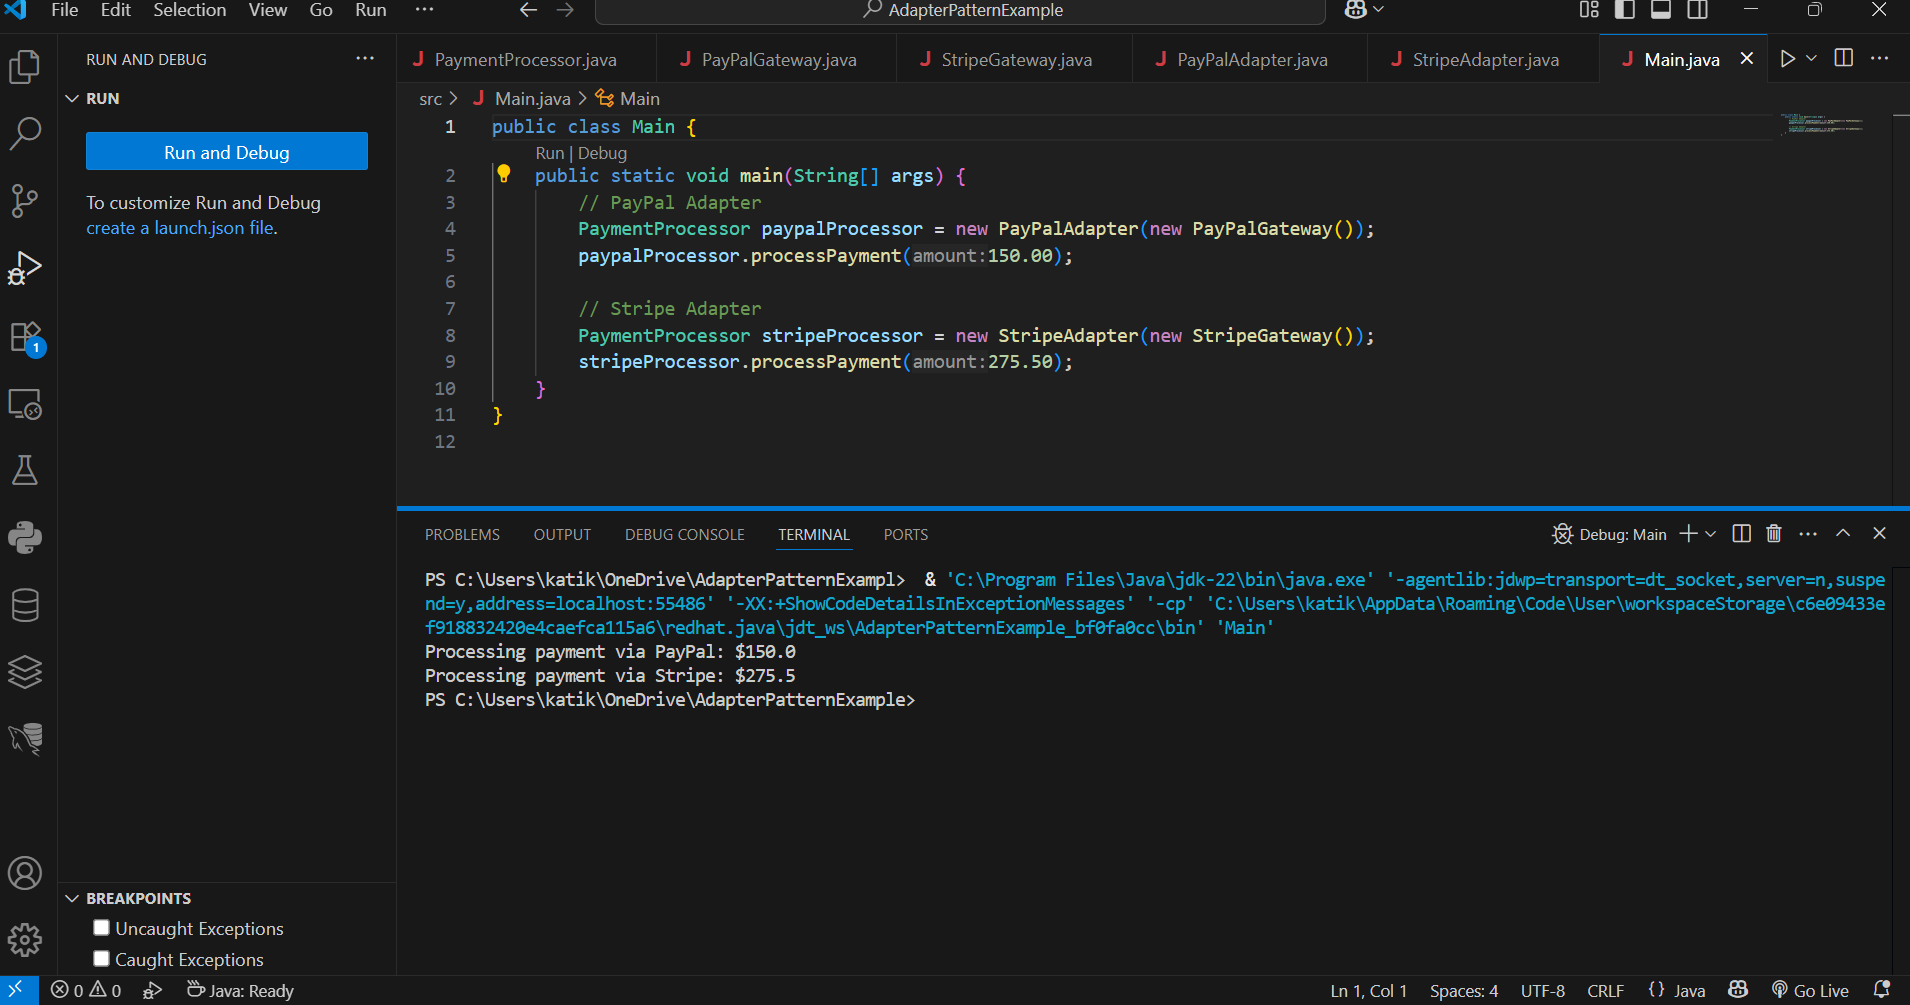 File Edit Selection View Go Run ··· AdapterPatternExample
RUN AND DEBUG ···
RUN
Run and Debug
To customize Run and Debug
create a launch.json file.
PaymentProcessor.java PayPalGateway.java StripeGateway.java PayPalAdapter.java StripeAdapter.java Main.java
src > Main.java > Main
1 public class Main {
Run | Debug
2 public static void main(String[] args) {
3 // PayPal Adapter
4 PaymentProcessor paypalProcessor = new PayPalAdapter(new PayPalGateway());
5 paypalProcessor.processPayment(amount:150.00);
6
7 // Stripe Adapter
8 PaymentProcessor stripeProcessor = new StripeAdapter(new StripeGateway());
9 stripeProcessor.processPayment(amount:275.50);
10 }
11 }
12
PROBLEMS OUTPUT DEBUG CONSOLE TERMINAL PORTS Debug: Main
PS C:\Users\katik\OneDrive\AdapterPatternExampl> & 'C:\Program Files\Java\jdk-22\bin\java.exe' '-agentlib:jdwp=transport=dt_socket,server=n,suspe
nd=y,address=localhost:55486' '-XX:+ShowCodeDetailsInExceptionMessages' '-cp' 'C:\Users\katik\AppData\Roaming\Code\User\workspaceStorage\c6e09433e
f918832420e4caefca115a6\redhat.java\jdt_ws\AdapterPatternExample_bf0fa0cc\bin' 'Main'
Processing payment via PayPal: $150.0
Processing payment via Stripe: $275.5
PS C:\Users\katik\OneDrive\AdapterPatternExample>
1
BREAKPOINTS
Uncaught Exceptions
Caught Exceptions
0 0 Java: Ready Ln 1, Col 1 Spaces: 4 UTF-8 CRLF {} Java Go Live